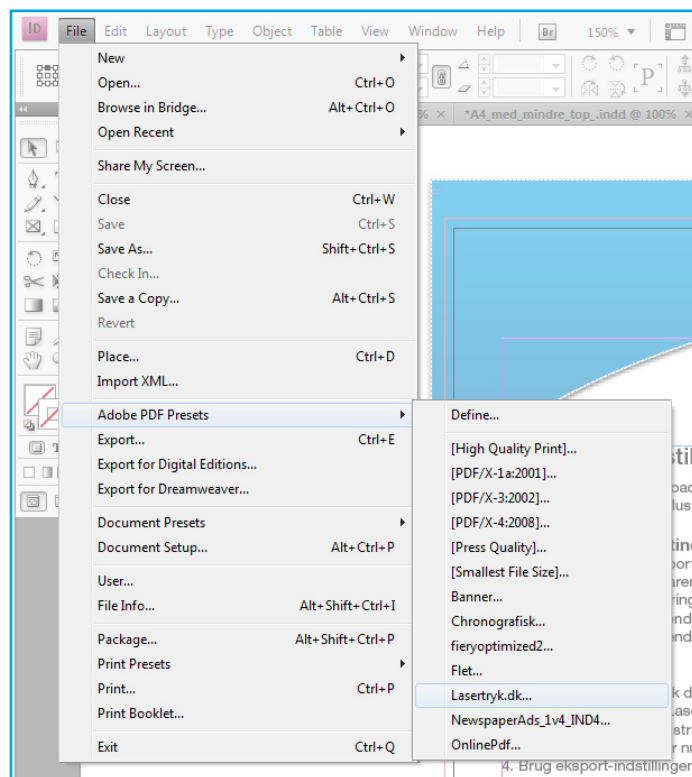 ID File Edit Layout Type Object Table View Window Help Br 150%
New
Open... Ctrl+O
Browse in Bridge... Alt+Ctrl+O
Open Recent
Share My Screen...
Close Ctrl+W
Save Ctrl+S
Save As... Shift+Ctrl+S
Check In...
Save a Copy... Alt+Ctrl+S
Revert
Place... Ctrl+D
Import XML...
Adobe PDF Presets
Export... Ctrl+E
Export for Digital Editions...
Export for Dreamweaver...
Document Presets
Document Setup... Alt+Ctrl+P
User...
File Info... Alt+Shift+Ctrl+I
Package... Alt+Shift+Ctrl+P
Print Presets
Print... Ctrl+P
Print Booklet...
Exit Ctrl+Q
% × *A4_med_mindre_top_.indd @ 100% ×
Define...
[High Quality Print]...
[PDF/X-1a:2001]...
[PDF/X-3:2002]...
[PDF/X-4:2008]...
[Press Quality]...
[Smallest File Size]...
Banner...
Chronografisk...
fieryoptimized2...
Flet...
Lasertryk.dk...
NewspaperAds_1v4_IND4...
OnlinePdf...
4. Brug eksport-indstillingen